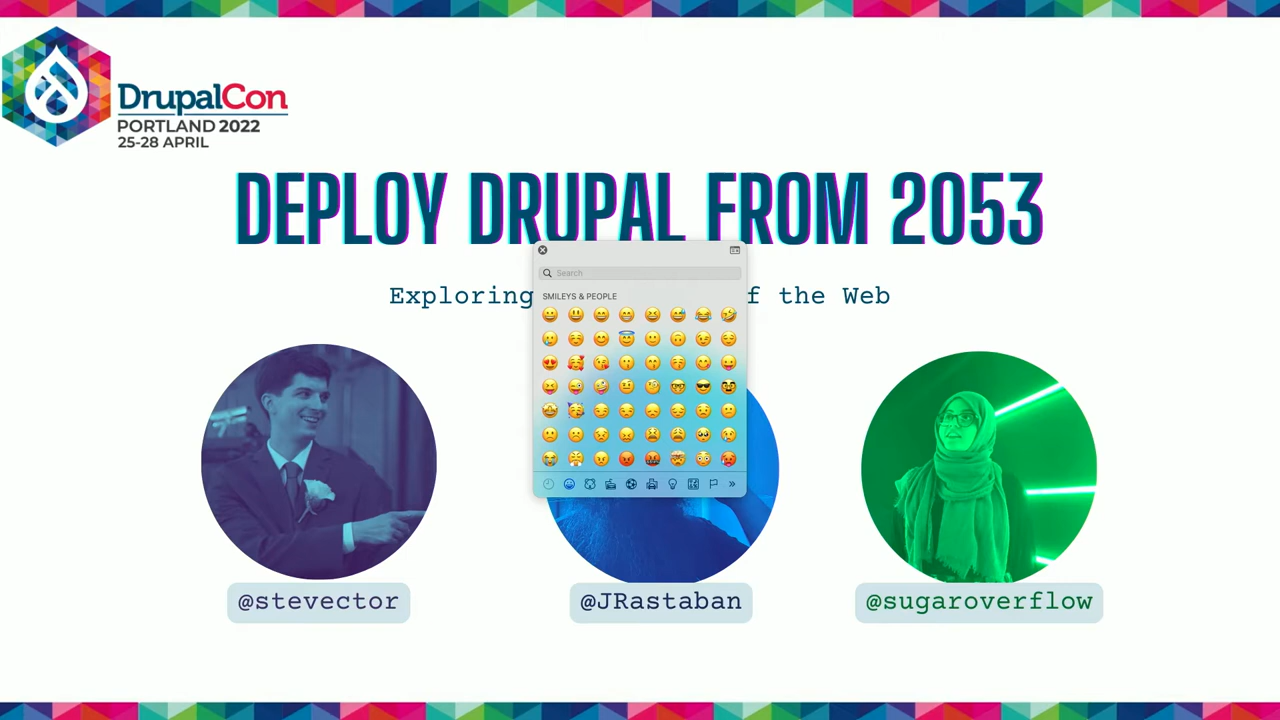 DrupalCon
PORTLAND 2022
25-28 APRIL
DEPLOY DRUPAL FROM 2053
Exploring f the Web
Search
SMILEYS & PEOPLE
@stevector
@JRastaban
@sugaroverflow